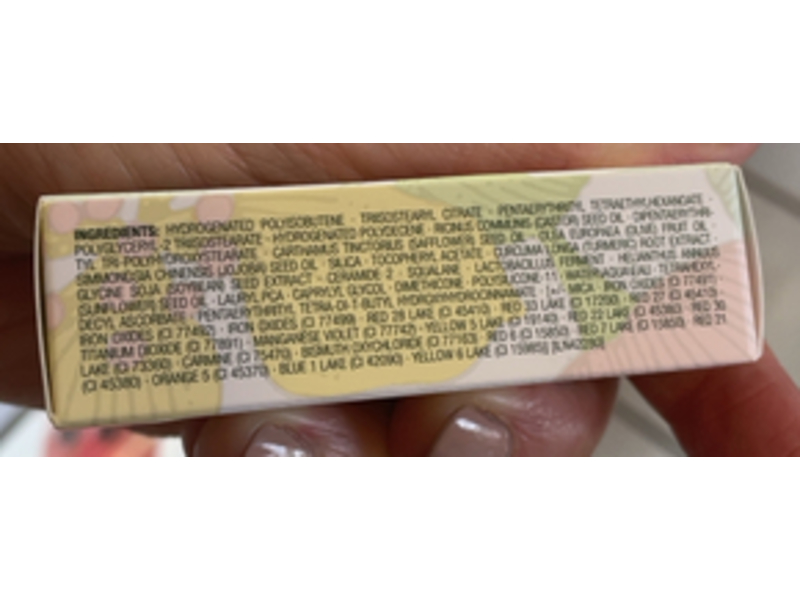 INGREDIENTS: HYDROGENATED POLYISOBUTENE · TRIISOSTEARYL CITRATE · PENTAERYTHRITYL TETRAETHYLHEXANOATE ·
POLYGLYCERYL-2 TRIISOSTEARATE · HYDROGENATED POLYDECENE · RICINUS COMMUNIS (CASTOR) SEED OIL · DIPENTAERYTHRI-
TYL TRI-POLYHYDROXYSTEARATE · CARTHAMUS TINCTORIUS (SAFFLOWER) SEED OIL · OLEA EUROPAEA (OLIVE) FRUIT OIL ·
SIMMONDSIA CHINENSIS (JOJOBA) SEED OIL · SILICA · TOCOPHERYL ACETATE · CURCUMA LONGA (TURMERIC) ROOT EXTRACT ·
GLYCINE SOJA (SOYBEAN) SEED EXTRACT · CERAMIDE 2 · SQUALANE · LACTOBACILLUS FERMENT · HELIANTHUS ANNUUS
(SUNFLOWER) SEED OIL · LAURYL PCA · CAPRYLYL GLYCOL · DIMETHICONE · POLYSILICONE-11 · WATER\AQUA\EAU · TETRAHEXYL-
DECYL ASCORBATE · PENTAERYTHRITYL TETRA-DI-T-BUTYL HYDROXYHYDROCINNAMATE · [+/- MICA · IRON OXIDES (CI 77491) ·
IRON OXIDES (CI 77492) · IRON OXIDES (CI 77499) · RED 28 LAKE (CI 45410) · RED 33 LAKE (CI 17200) · RED 27 (CI 45410) ·
TITANIUM DIOXIDE (CI 77891) · MANGANESE VIOLET (CI 77742) · YELLOW 5 LAKE (CI 19140) · RED 22 LAKE (CI 45380) · RED 30
LAKE (CI 73360) · CARMINE (CI 75470) · BISMUTH OXYCHLORIDE (CI 77163) · RED 6 (CI 15850) · RED 7 LAKE (CI 15850) · RED 21
(CI 45380) · ORANGE 5 (CI 45370) · BLUE 1 LAKE (CI 42090) · YELLOW 6 LAKE (CI 15985)]